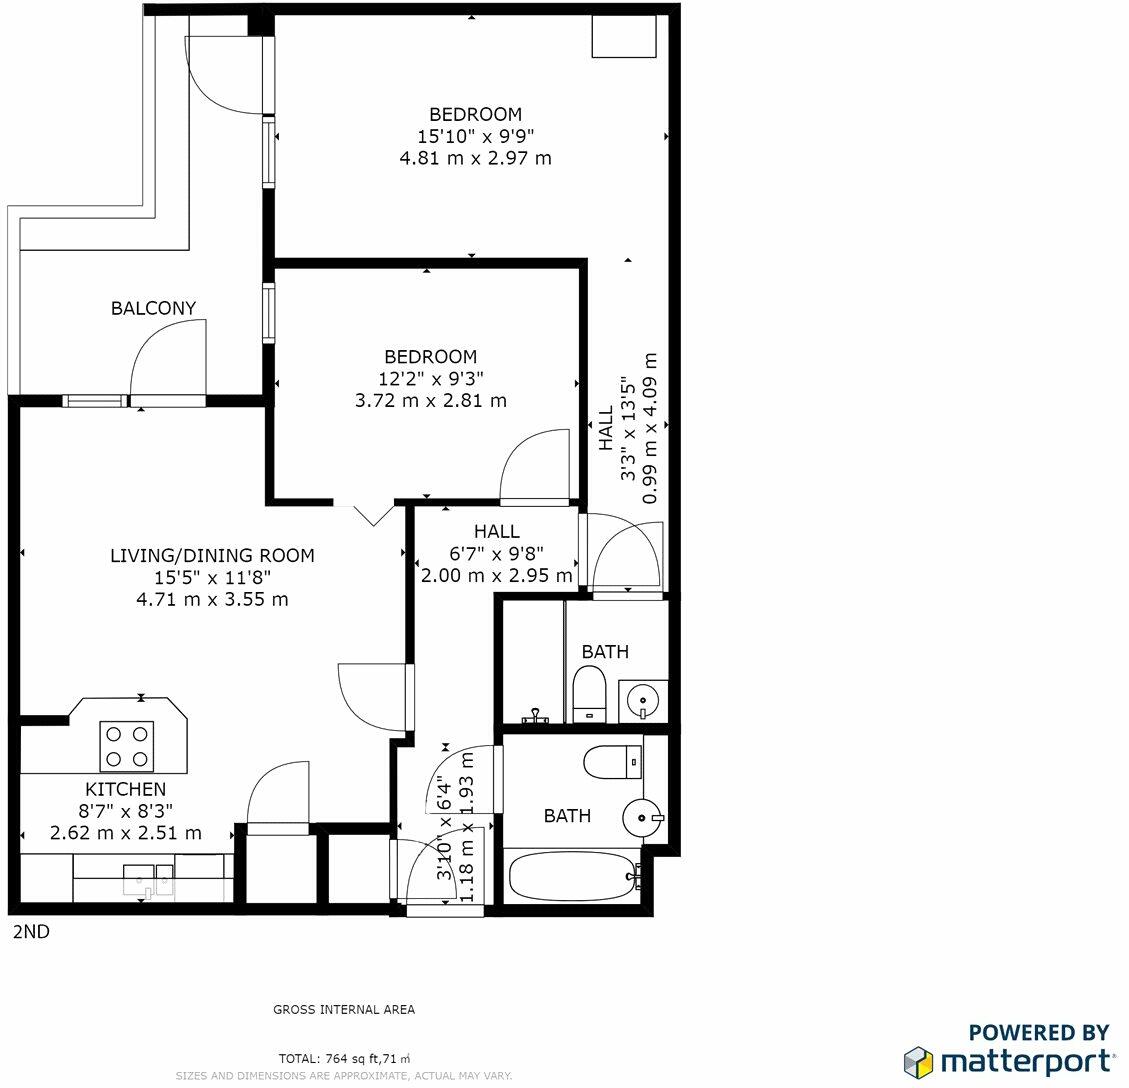 BEDROOM
15'10" x 9'9"
4.81 m x 2.97 m
BALCONY
BEDROOM
12'2" x 9'3"
3.72 m x 2.81 m
HALL
3'3" x 13'5"
0.99 m x 4.09 m
LIVING/DINING ROOM
15'5" x 11'8"
4.71 m x 3.55 m
HALL
6'7" x 9'8"
2.00 m x 2.95 m
BATH
KITCHEN
8'7" x 8'3"
2.62 m x 2.51 m
3'10" x 6'4"
1.18 m x 1.93 m
BATH
2ND
GROSS INTERNAL AREA
TOTAL: 764 sq ft,71 ㎡
SIZES AND DIMENSIONS ARE APPROXIMATE, ACTUAL MAY VARY.
POWERED BY
matterport®